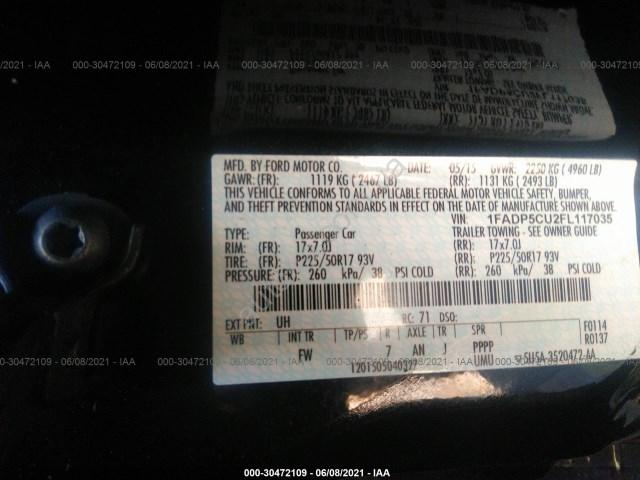 000-30472109 - 06/08/2021 - IAA
MFD. BY FORD MOTOR CO. DATE: 05/15 GVWR: 2250 KG ( 4960 LB)
GAWR: (FR): 1119 KG ( 2467 LB) (RR): 1131 KG ( 2493 LB)
THIS VEHICLE CONFORMS TO ALL APPLICABLE FEDERAL MOTOR VEHICLE SAFETY, BUMPER,
AND THEFT PREVENTION STANDARDS IN EFFECT ON THE DATE OF MANUFACTURE SHOWN ABOVE.
VIN: 1FADP5CU2FL117035
TYPE: Passenger Car TRAILER TOWING - SEE OWNER GUIDE
RIM: (FR): 17x7.0J (RR): 17x7.0J
TIRE: (FR): P225/50R17 93V (RR): P225/50R17 93V
PRESSURE: (FR): 260 kPa/ 38 PSI COLD (RR): 260 kPa/ 38 PSI COLD
EXT PNT: UH RC: 71 DSO:
WB INT TR TP/PS R AXLE TR SPR F0114
FW 7 AN J PPPP R0137
UMU 5F5U5A-3520472-AA
1201505040377
000-30472109 - 06/08/2021 - IAA